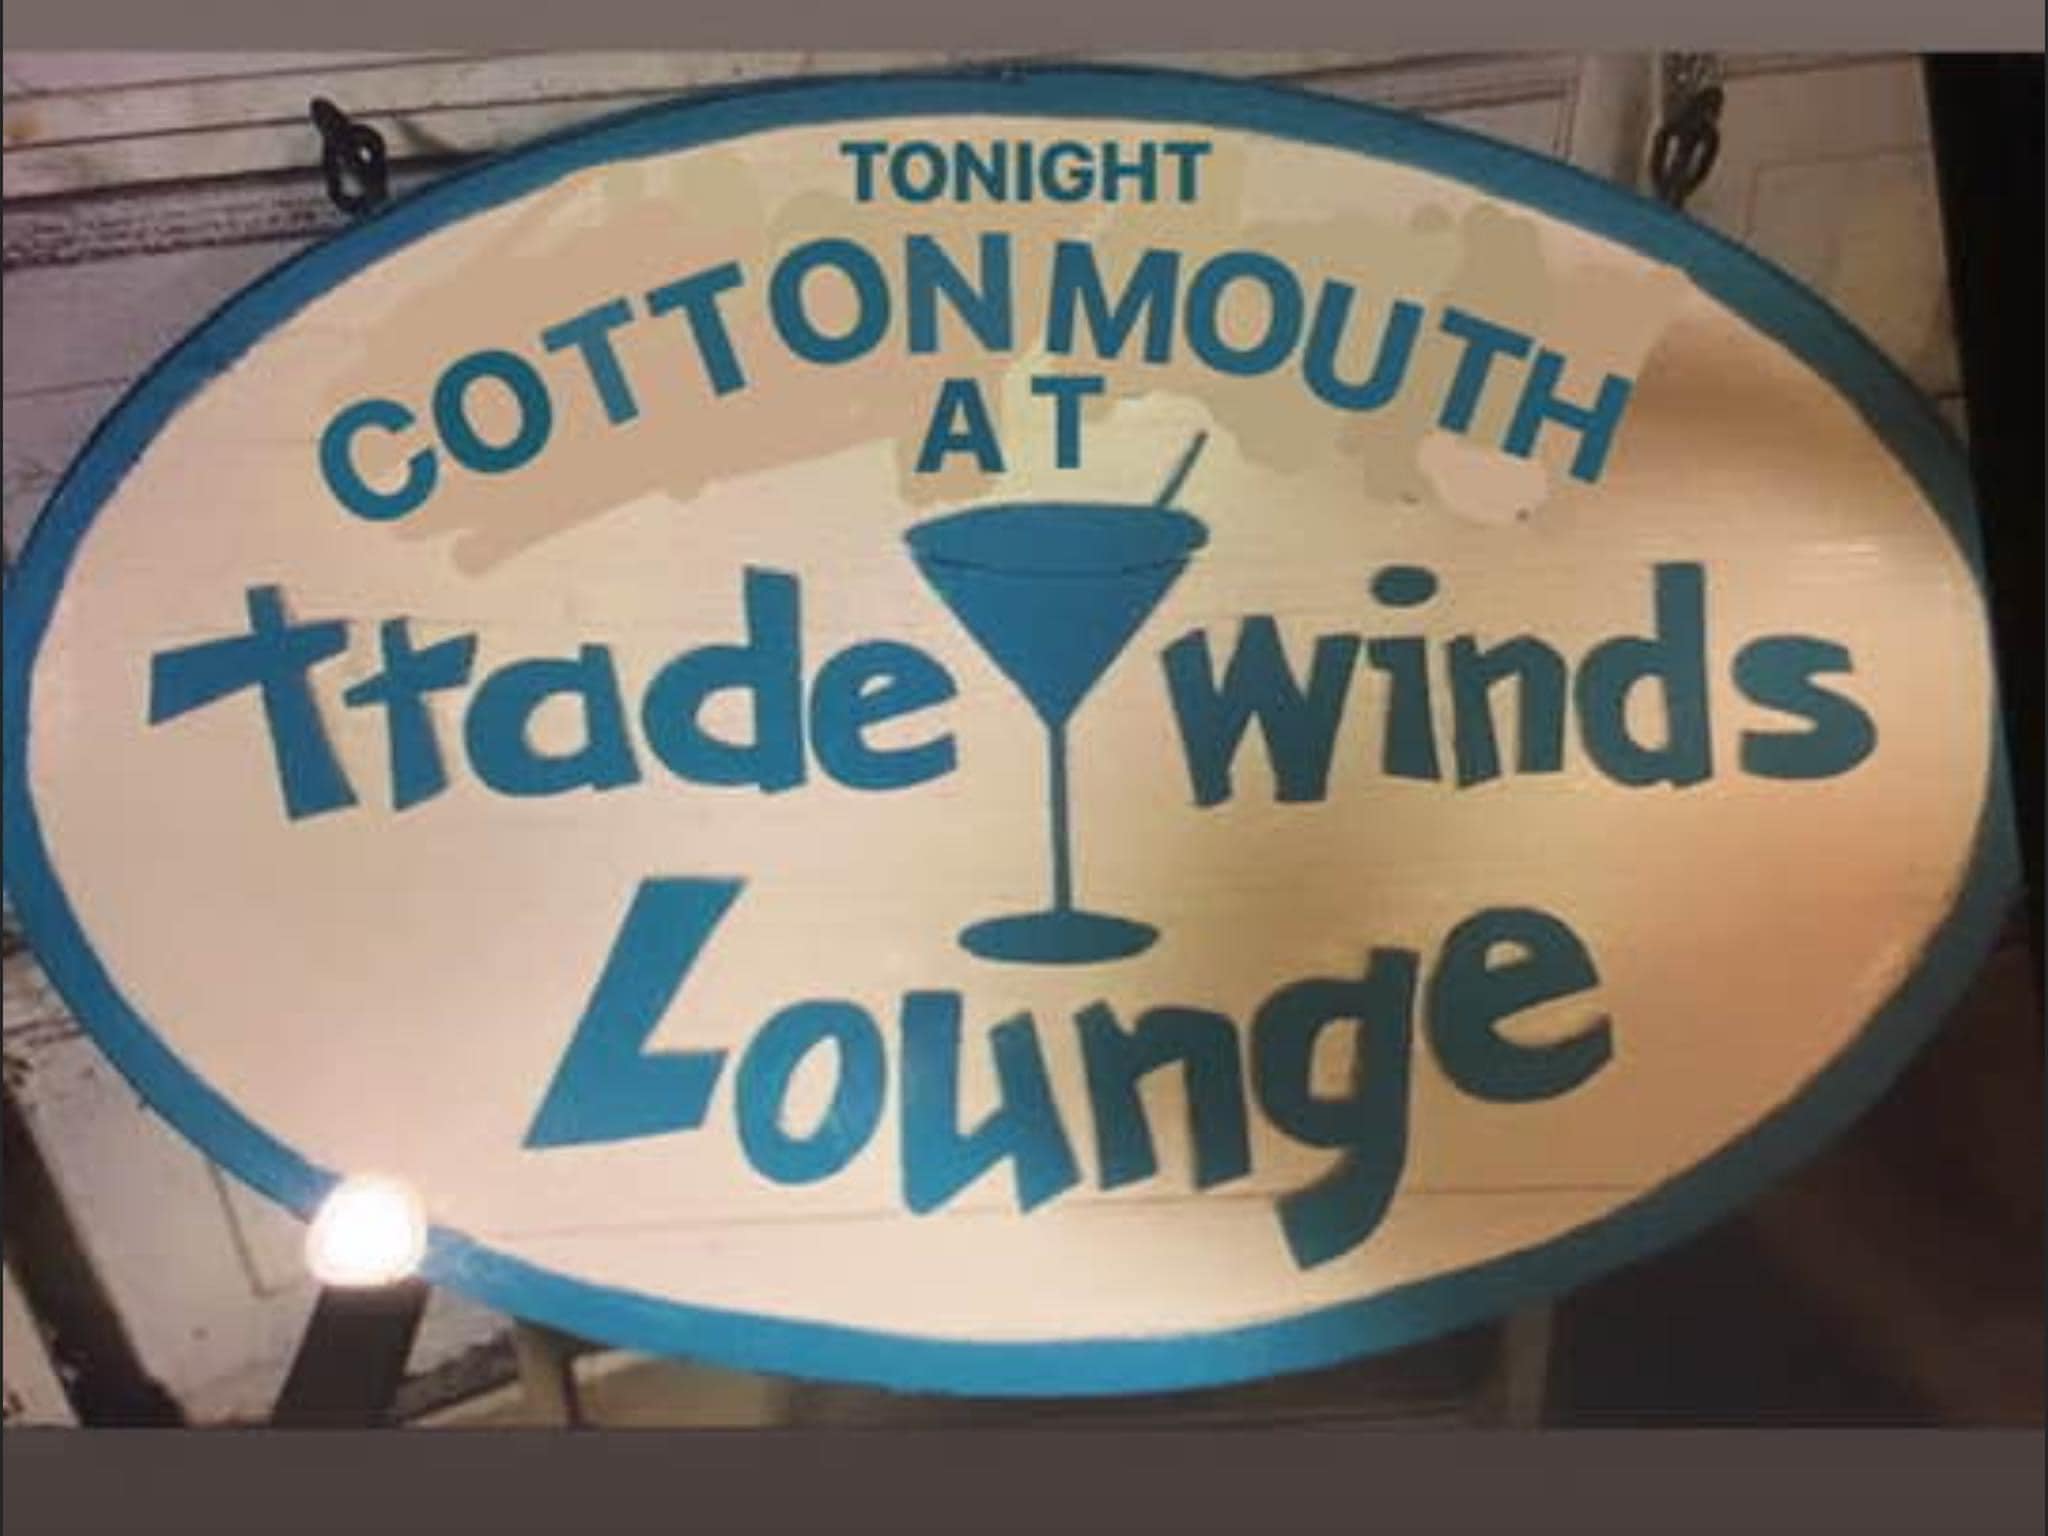 TONIGHT
COTTONMOUTH
AT
Trade winds
Lounge